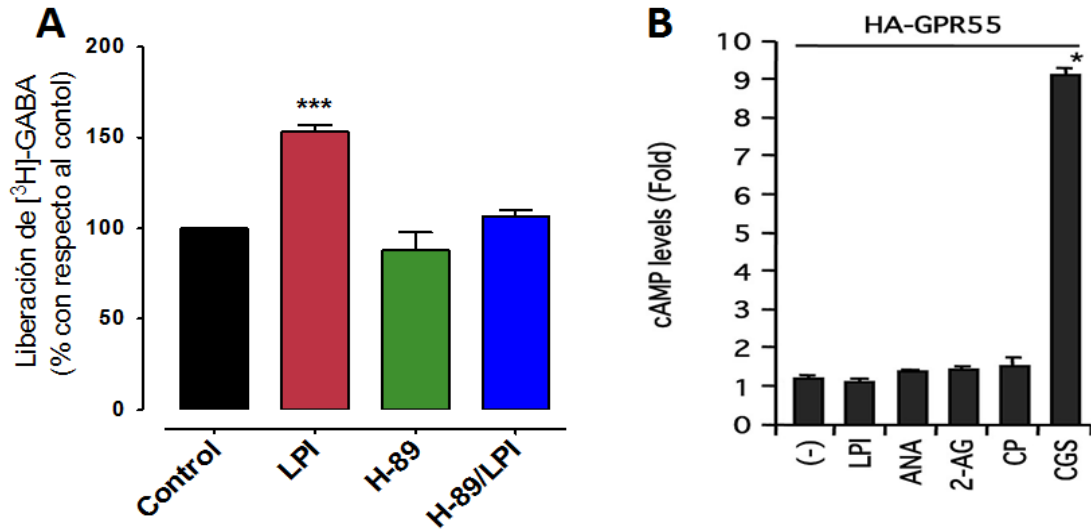 A
Liberación de [³H]-GABA
(% con respecto al contol)
200
150
100
50
0
***
Control
LPI
H-89
H-89/LPI
B
HA-GPR55
cAMP levels (Fold)
10
9
8
7
6
5
4
3
2
1
0
*
(-)
LPI
ANA
2-AG
CP
CGS